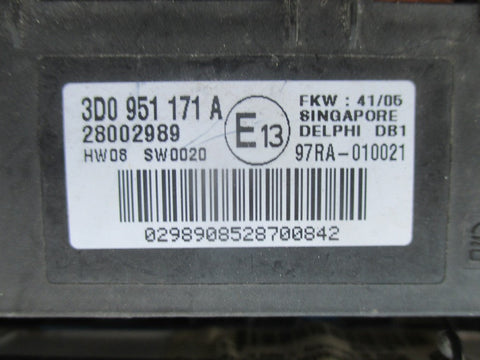 3D0 951 171 A
28002989
HW08 SW0020
E13
FKW : 41/05
SINGAPORE
DELPHI DB1
97RA-010021
0298908528700842